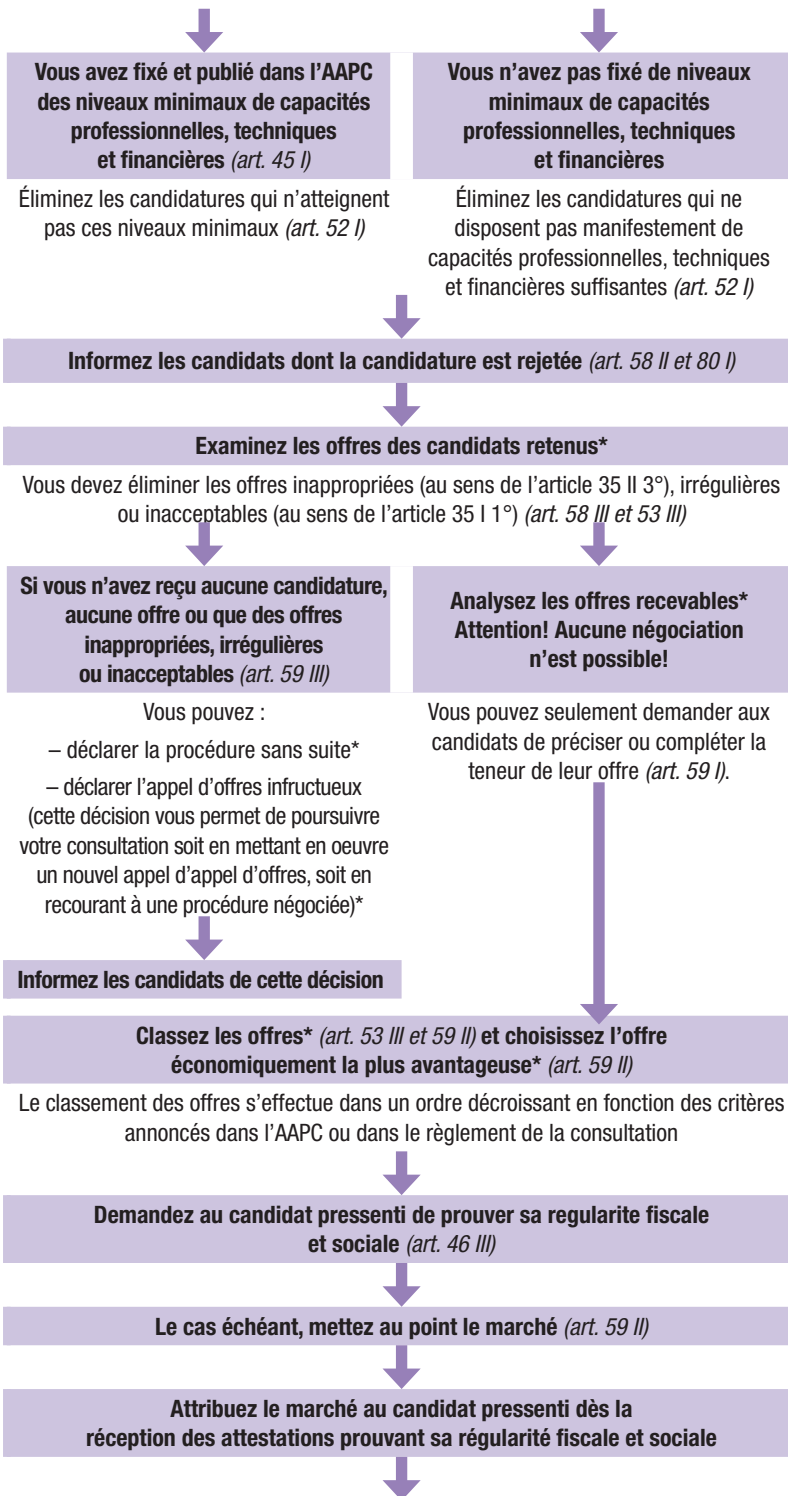 Vous avez fixé et publié dans l'AAPC
des niveaux minimaux de capacités
professionnelles, techniques
et financières (art. 45 I)
Éliminez les candidatures qui n'atteignent
pas ces niveaux minimaux (art. 52 I)
Vous n'avez pas fixé de niveaux
minimaux de capacités
professionnelles, techniques
et financières
Éliminez les candidatures qui ne
disposent pas manifestement de
capacités professionnelles, techniques
et financières suffisantes (art. 52 I)
Informez les candidats dont la candidature est rejetée (art. 58 II et 80 I)
Examinez les offres des candidats retenus*
Vous devez éliminer les offres inappropriées (au sens de l'article 35 II 3°), irrégulières
ou inacceptables (au sens de l'article 35 I 1°) (art. 58 III et 53 III)
Si vous n'avez reçu aucune candidature,
aucune offre ou que des offres
inappropriées, irrégulières
ou inacceptables (art. 59 III)
Vous pouvez :
– déclarer la procédure sans suite*
– déclarer l'appel d'offres infructueux
(cette décision vous permet de poursuivre
votre consultation soit en mettant en oeuvre
un nouvel appel d'appel d'offres, soit en
recourant à une procédure négociée)*
Informez les candidats de cette décision
Analysez les offres recevables*
Attention! Aucune négociation
n'est possible!
Vous pouvez seulement demander aux
candidats de préciser ou compléter la
teneur de leur offre (art. 59 I).
Classez les offres* (art. 53 III et 59 II) et choisissez l'offre
économiquement la plus avantageuse* (art. 59 II)
Le classement des offres s'effectue dans un ordre décroissant en fonction des critères
annoncés dans l'AAPC ou dans le règlement de la consultation
Demandez au candidat pressenti de prouver sa regularite fiscale
et sociale (art. 46 III)
Le cas échéant, mettez au point le marché (art. 59 II)
Attribuez le marché au candidat pressenti dès la
réception des attestations prouvant sa régularité fiscale et sociale